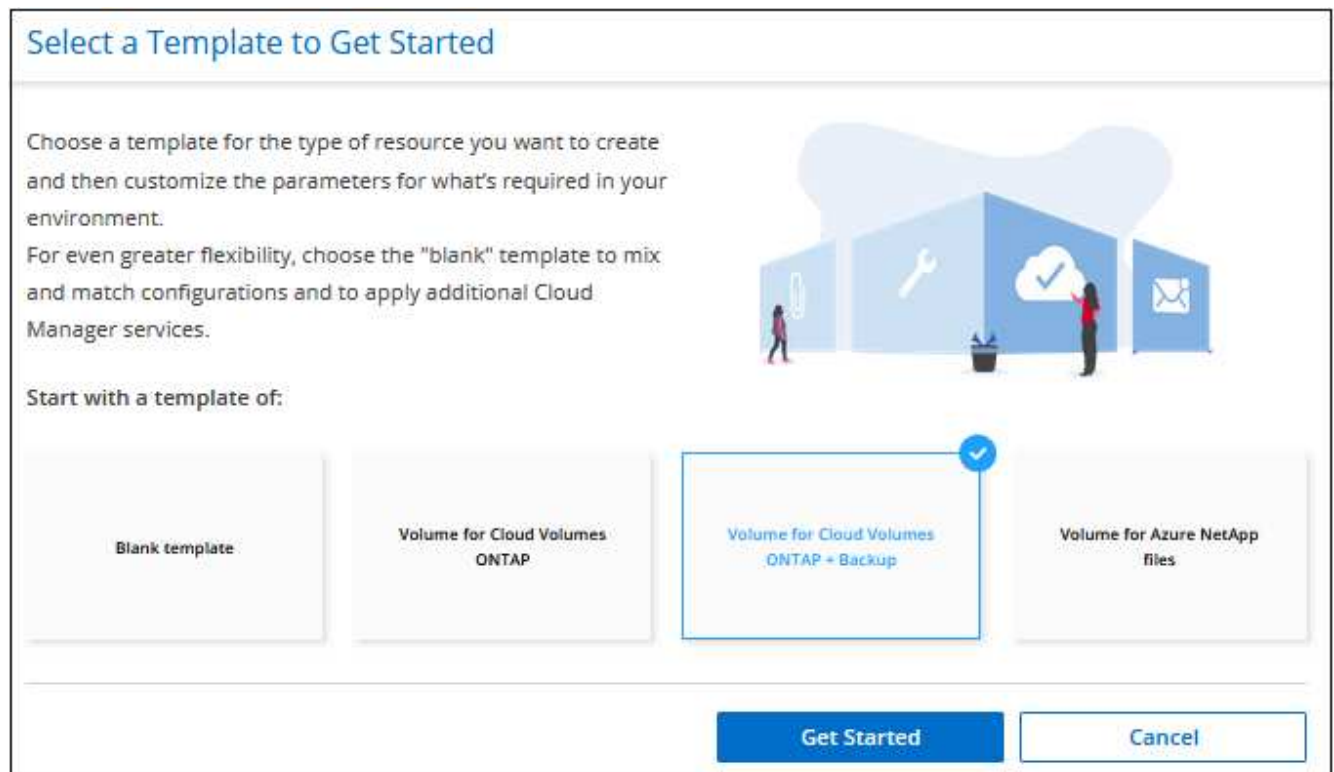 Select a Template to Get Started
Choose a template for the type of resource you want to create
and then customize the parameters for what's required in your
environment.
For even greater flexibility, choose the "blank" template to mix
and match configurations and to apply additional Cloud
Manager services.
Start with a template of:
Blank template
Volume for Cloud Volumes
ONTAP
Volume for Cloud Volumes
ONTAP + Backup
Volume for Azure NetApp
files
Get Started
Cancel